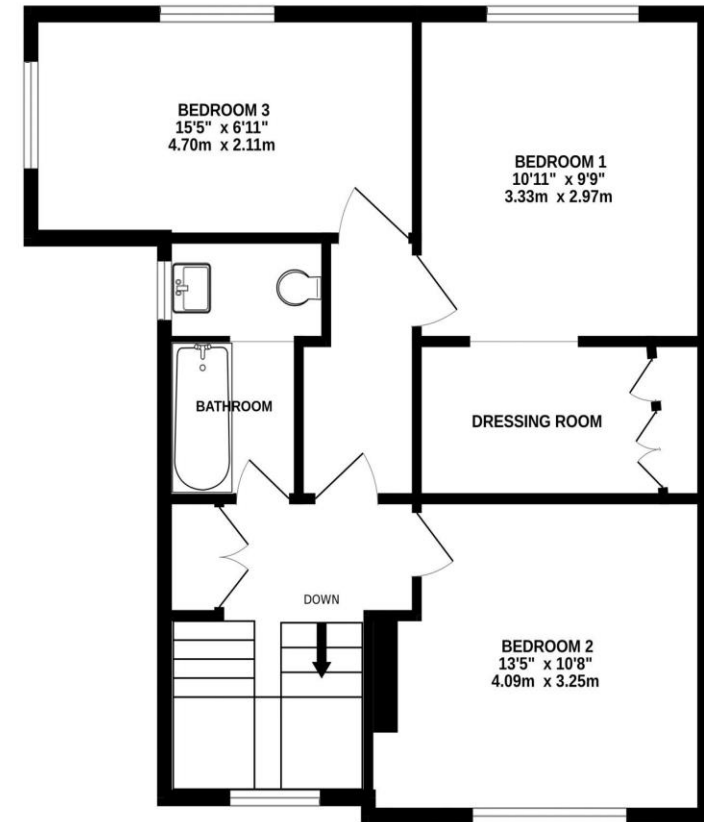 BEDROOM 3
15'5" x 6'11"
4.70m x 2.11m
BEDROOM 1
10'11" x 9'9"
3.33m x 2.97m
BATHROOM
DRESSING ROOM
DOWN
BEDROOM 2
13'5" x 10'8"
4.09m x 3.25m